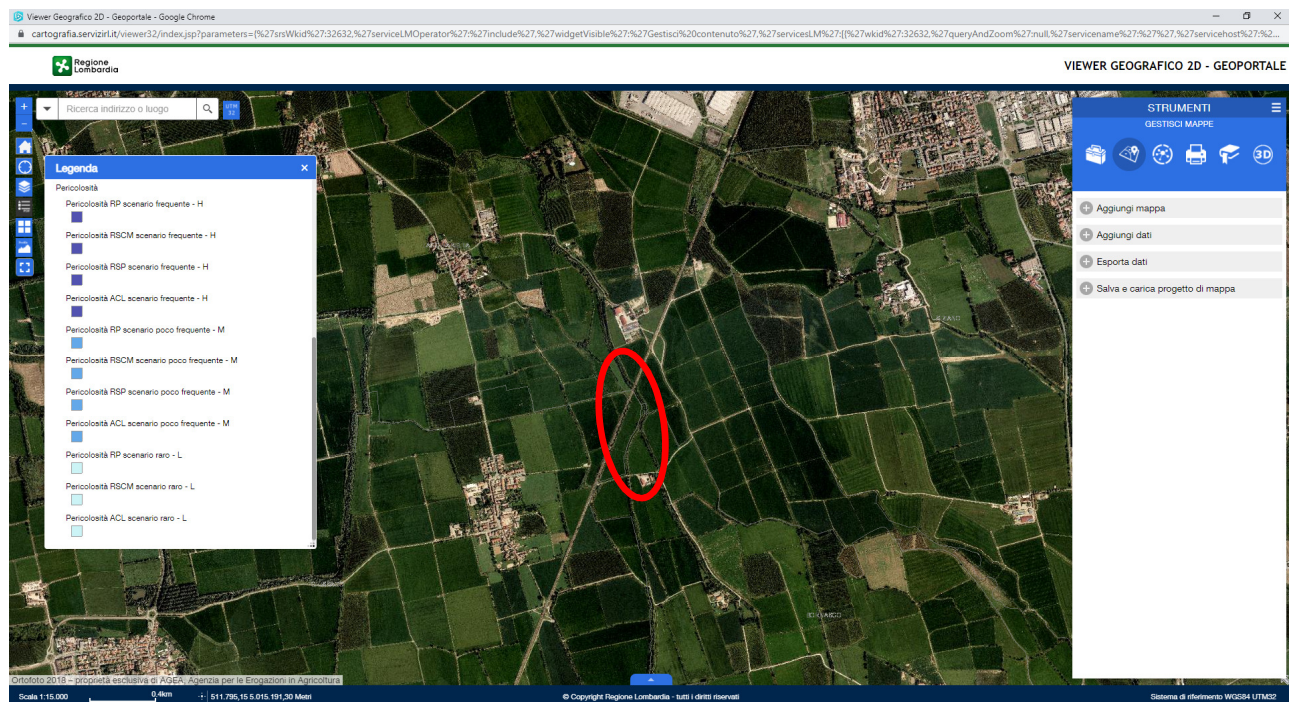 Viewer Geografico 2D - Geoportale - Google Chrome
cartografia.servizirl.it/viewer32/index.jsp?parameters={%27srsWkid%27:32632,%27serviceLMOperator%27:%27include%27,%27widgetVisible%27:%27Gestisci%20contenuto%27,%27servicesLM%27:[{%27wkid%27:32632,%27queryAndZoom%27:null,%27servicename%27:%27%27,%27servicehost%27:%2...
Regione
Lombardia
VIEWER GEOGRAFICO 2D - GEOPORTALE
Ricerca indirizzo o luogo
UTM
32
STRUMENTI
GESTISCI MAPPE
3D
Aggiungi mappa
Aggiungi dati
Esporta dati
Salva e carica progetto di mappa
Legenda
Pericolosità
Pericolosità RP scenario frequente - H
Pericolosità RSCM scenario frequente - H
Pericolosità RSP scenario frequente - H
Pericolosità ACL scenario frequente - H
Pericolosità RP scenario poco frequente - M
Pericolosità RSCM scenario poco frequente - M
Pericolosità RSP scenario poco frequente - M
Pericolosità ACL scenario poco frequente - M
Pericolosità RP scenario raro - L
Pericolosità RSCM scenario raro - L
Pericolosità ACL scenario raro - L
Ortofoto 2018 – proprietà esclusiva di AGEA, Agenzia per le Erogazioni in Agricoltura
Scala 1:15.000
0.4km
511.795,15 5.015.191,30 Metri
© Copyright Regione Lombardia - tutti i diritti riservati
Sistema di riferimento WGS84 UTM32